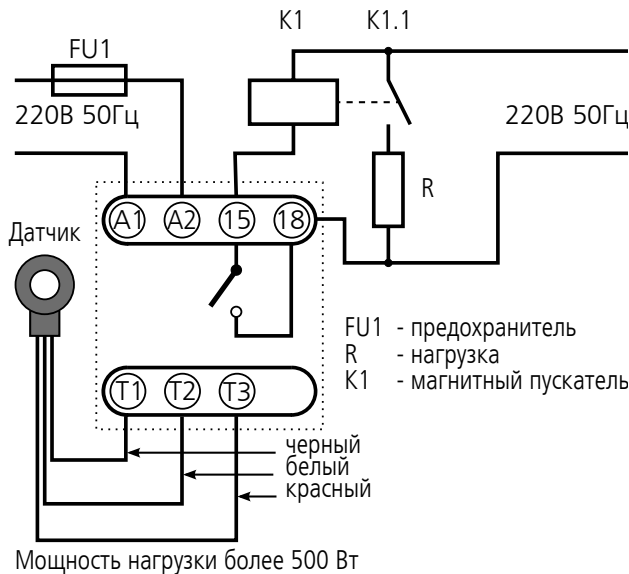 K1 K1.1
FU1
220В 50Гц
220В 50Гц
R
A1 A2 15 18
Датчик
FU1 - предохранитель
R - нагрузка
K1 - магнитный пускатель
T1 T2 T3
черный
белый
красный
Мощность нагрузки более 500 Вт